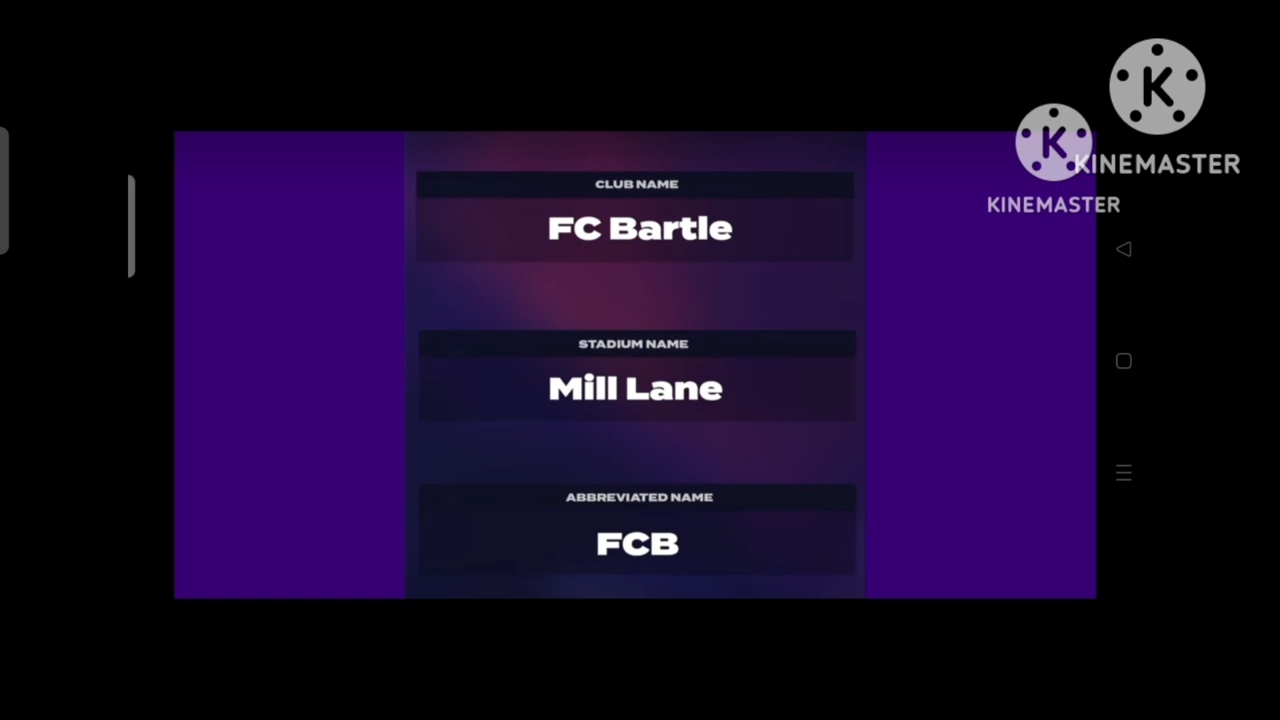 CLUB NAME
FC Bartle
STADIUM NAME
Mill Lane
ABBREVIATED NAME
FCB
K
KINEMASTER
K
KINEMASTER